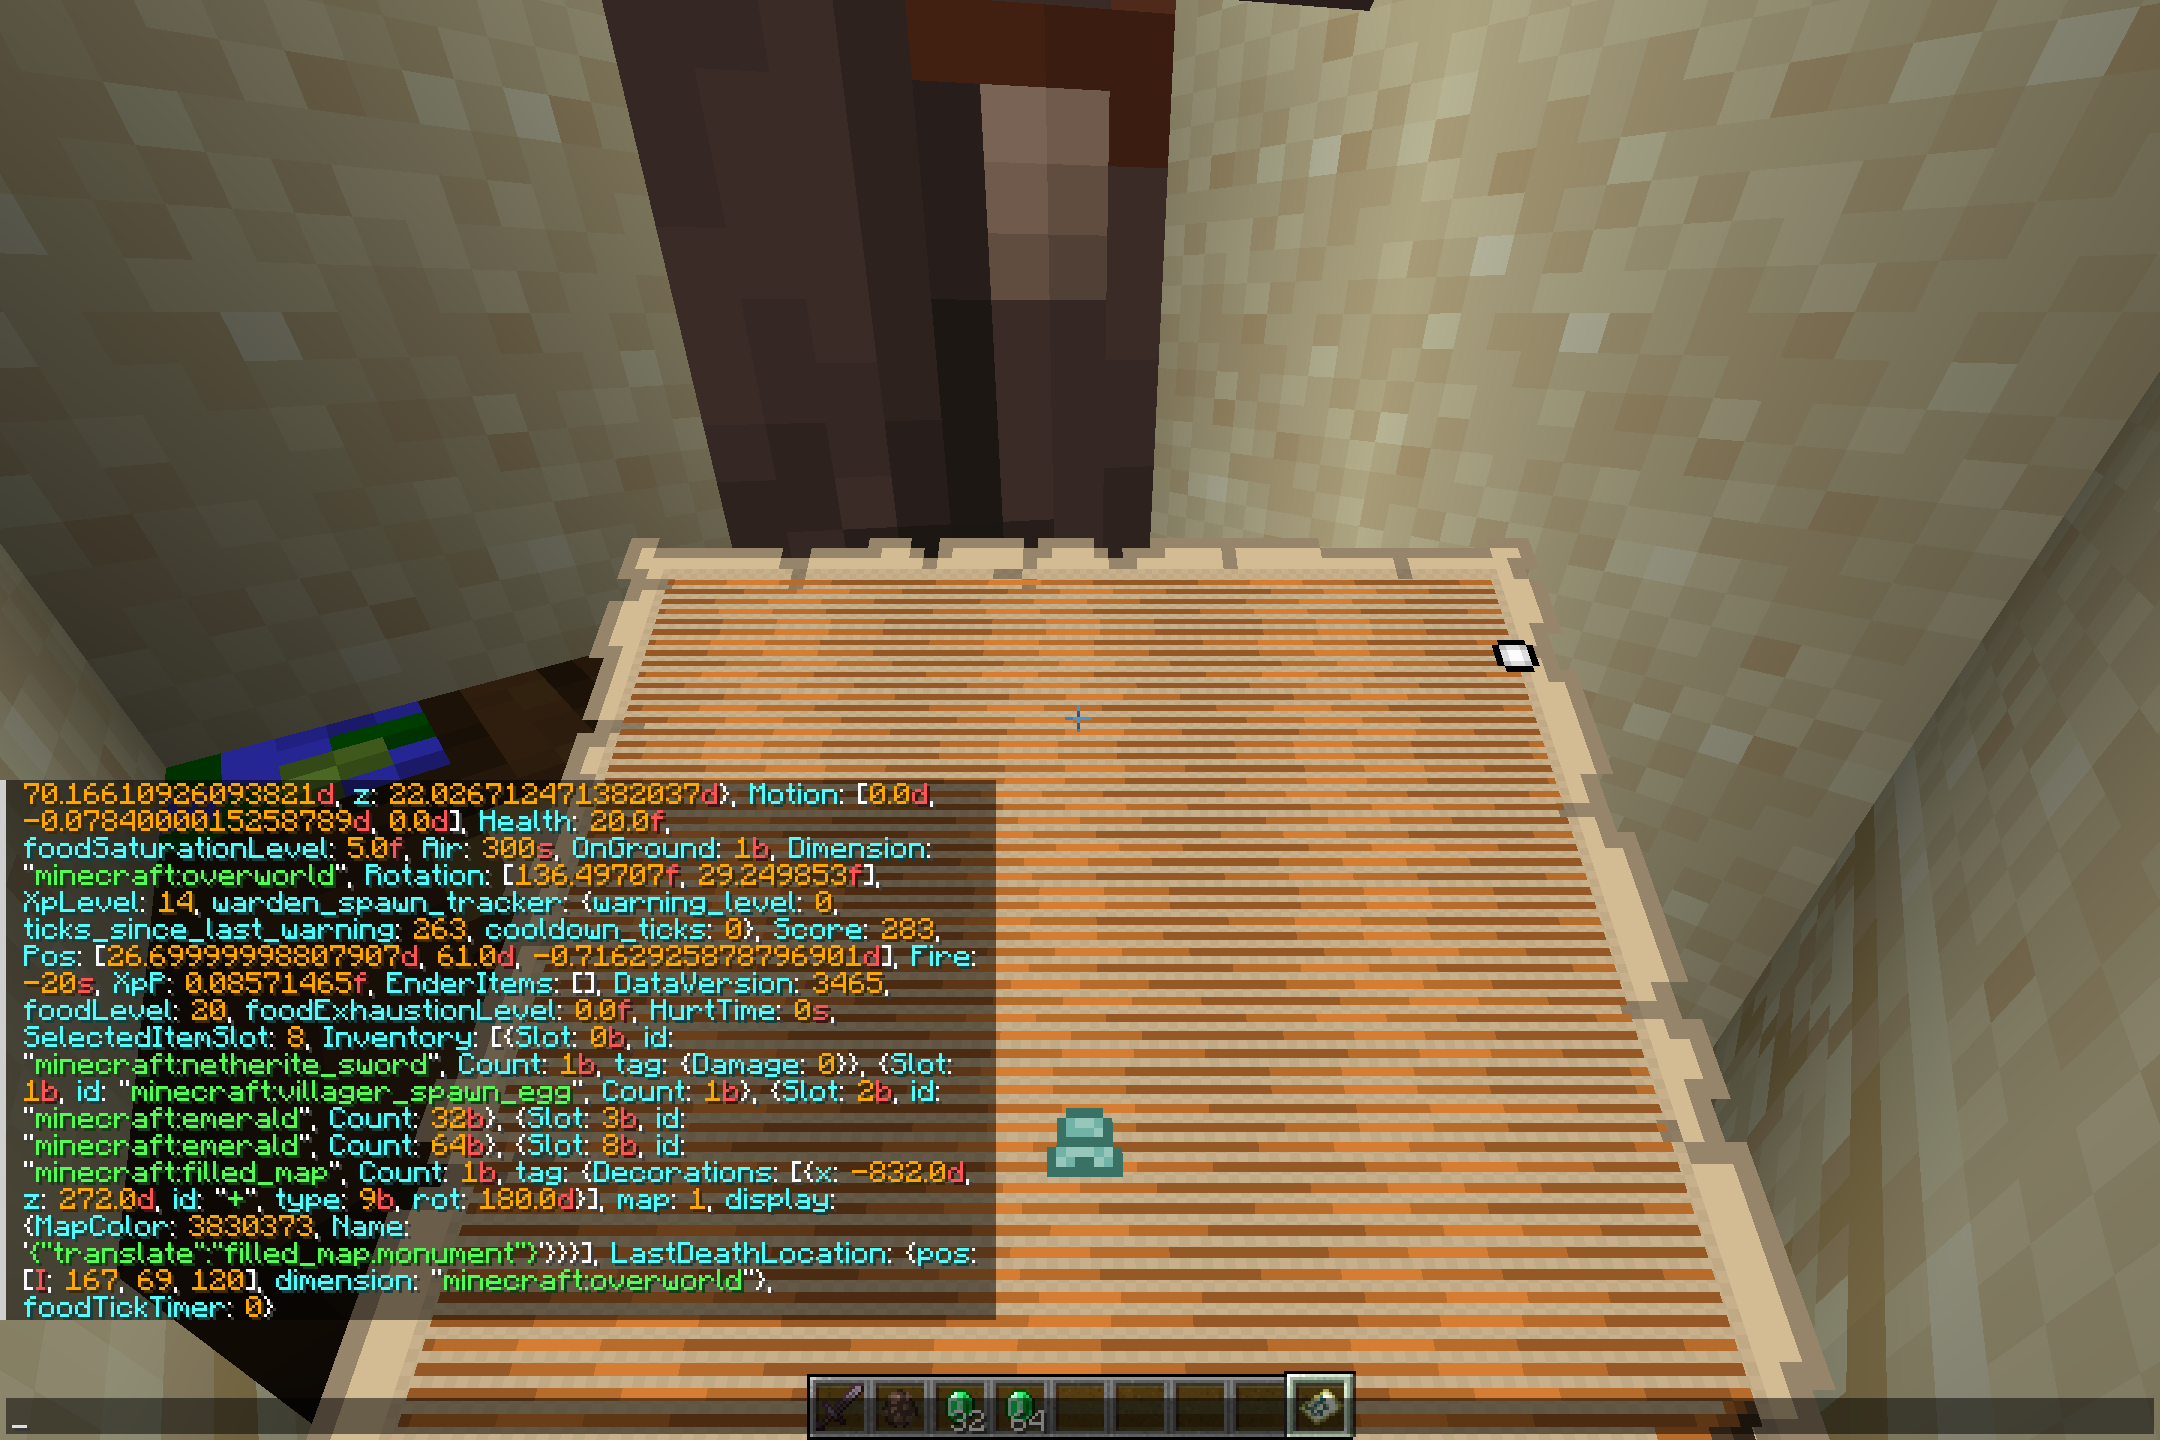 70.16610926093821d, z: 22.026712471382037d}, Motion: [0.0d,
-0.0784000015258789d, 0.0d], Health: 20.0f,
foodSaturationLevel: 5.0f, Air: 300s, OnGround: 1b, Dimension:
"minecraft:overworld", Rotation: [136.49707f, 29.249853f],
XpLevel: 14, warden_spawn_tracker: {warning_level: 0,
ticks_since_last_warning: 263, cooldown_ticks: 0}, Score: 283,
Pos: [26.69999998807907d, 61.0d, -0.7162925878796901d], Fire:
-20s, XpP: 0.08571465f, EnderItems: [], DataVersion: 3465,
foodLevel: 20, foodExhaustionLevel: 0.0f, HurtTime: 0s,
SelectedItemSlot: 8, Inventory: [{Slot: 0b, id:
"minecraft:netherite_sword", Count: 1b, tag: {Damage: 0}}, {Slot:
1b, id: "minecraft:villager_spawn_egg", Count: 1b}, {Slot: 2b, id:
"minecraft:emerald", Count: 32b}, {Slot: 3b, id:
"minecraft:emerald", Count: 64b}, {Slot: 8b, id:
"minecraft:filled_map", Count: 1b, tag: {Decorations: [{x: -832.0d,
z: 272.0d, id: "+", type: 9b, rot: 180.0d}], map: 1, display:
{MapColor: 3830373, Name:
'{"translate":"filled_map.monument"}'}}}], LastDeathLocation: {pos:
[I; 167, 69, 120], dimension: "minecraft:overworld"},
foodTickTimer: 0}
_
32 64